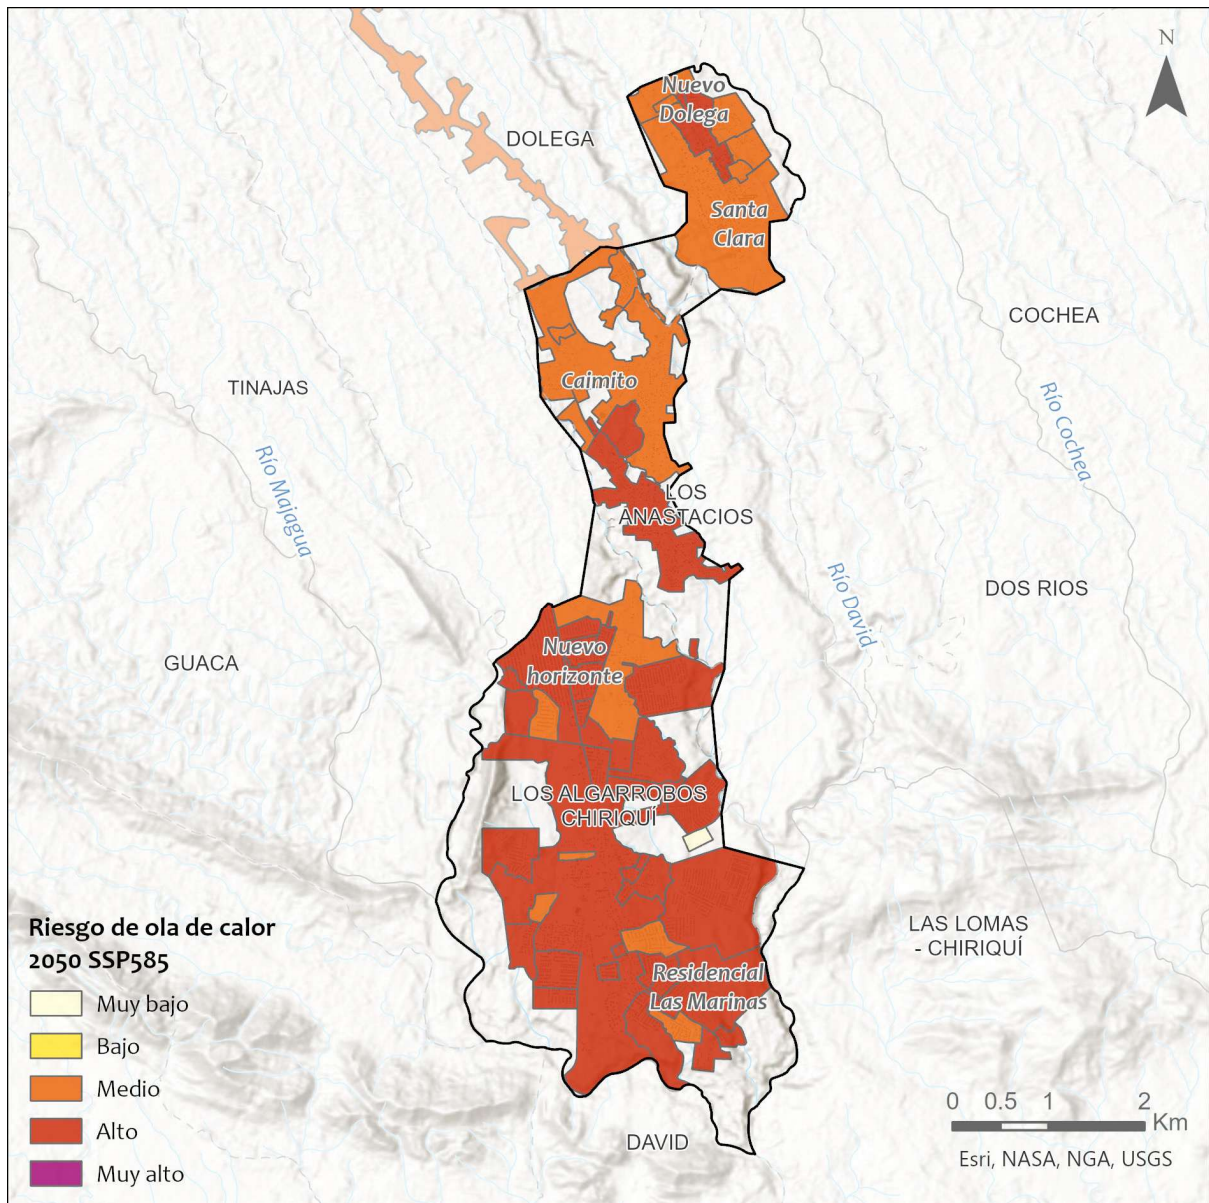 N
Nuevo
Dolega
DOLEGA
Santa
Clara
COCHEA
TINAJAS
Caimito
Río Cochea
Río Majagua
LOS
ANASTACIOS
Río David
DOS RIOS
GUACA
Nuevo
horizonte
LOS ALGARROBOS
CHIRIQUÍ
LAS LOMAS
- CHIRIQUÍ
Residencial
Las Marinas
DAVID
Riesgo de ola de calor
2050 SSP585
Muy bajo
Bajo
Medio
Alto
Muy alto
0 0.5 1 2
Km
Esri, NASA, NGA, USGS